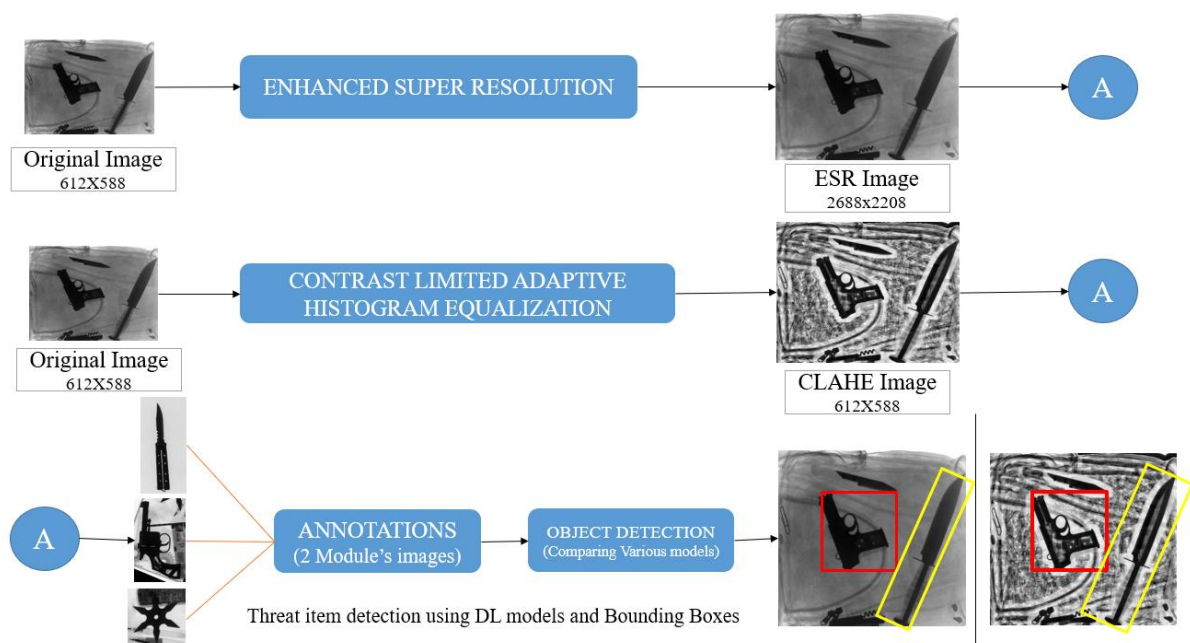 ENHANCED SUPER RESOLUTION
A
Original Image
612X588
ESR Image
2688x2208
CONTRAST LIMITED ADAPTIVE
HISTOGRAM EQUALIZATION
A
Original Image
612X588
CLAHE Image
612X588
A
ANNOTATIONS
(2 Module’s images)
OBJECT DETECTION
(Comparing Various models)
Threat item detection using DL models and Bounding Boxes